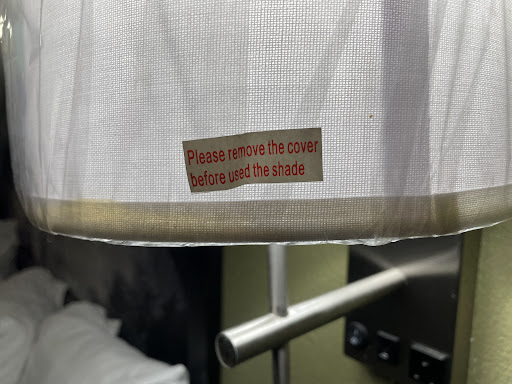 Please remove the cover
before used the shade